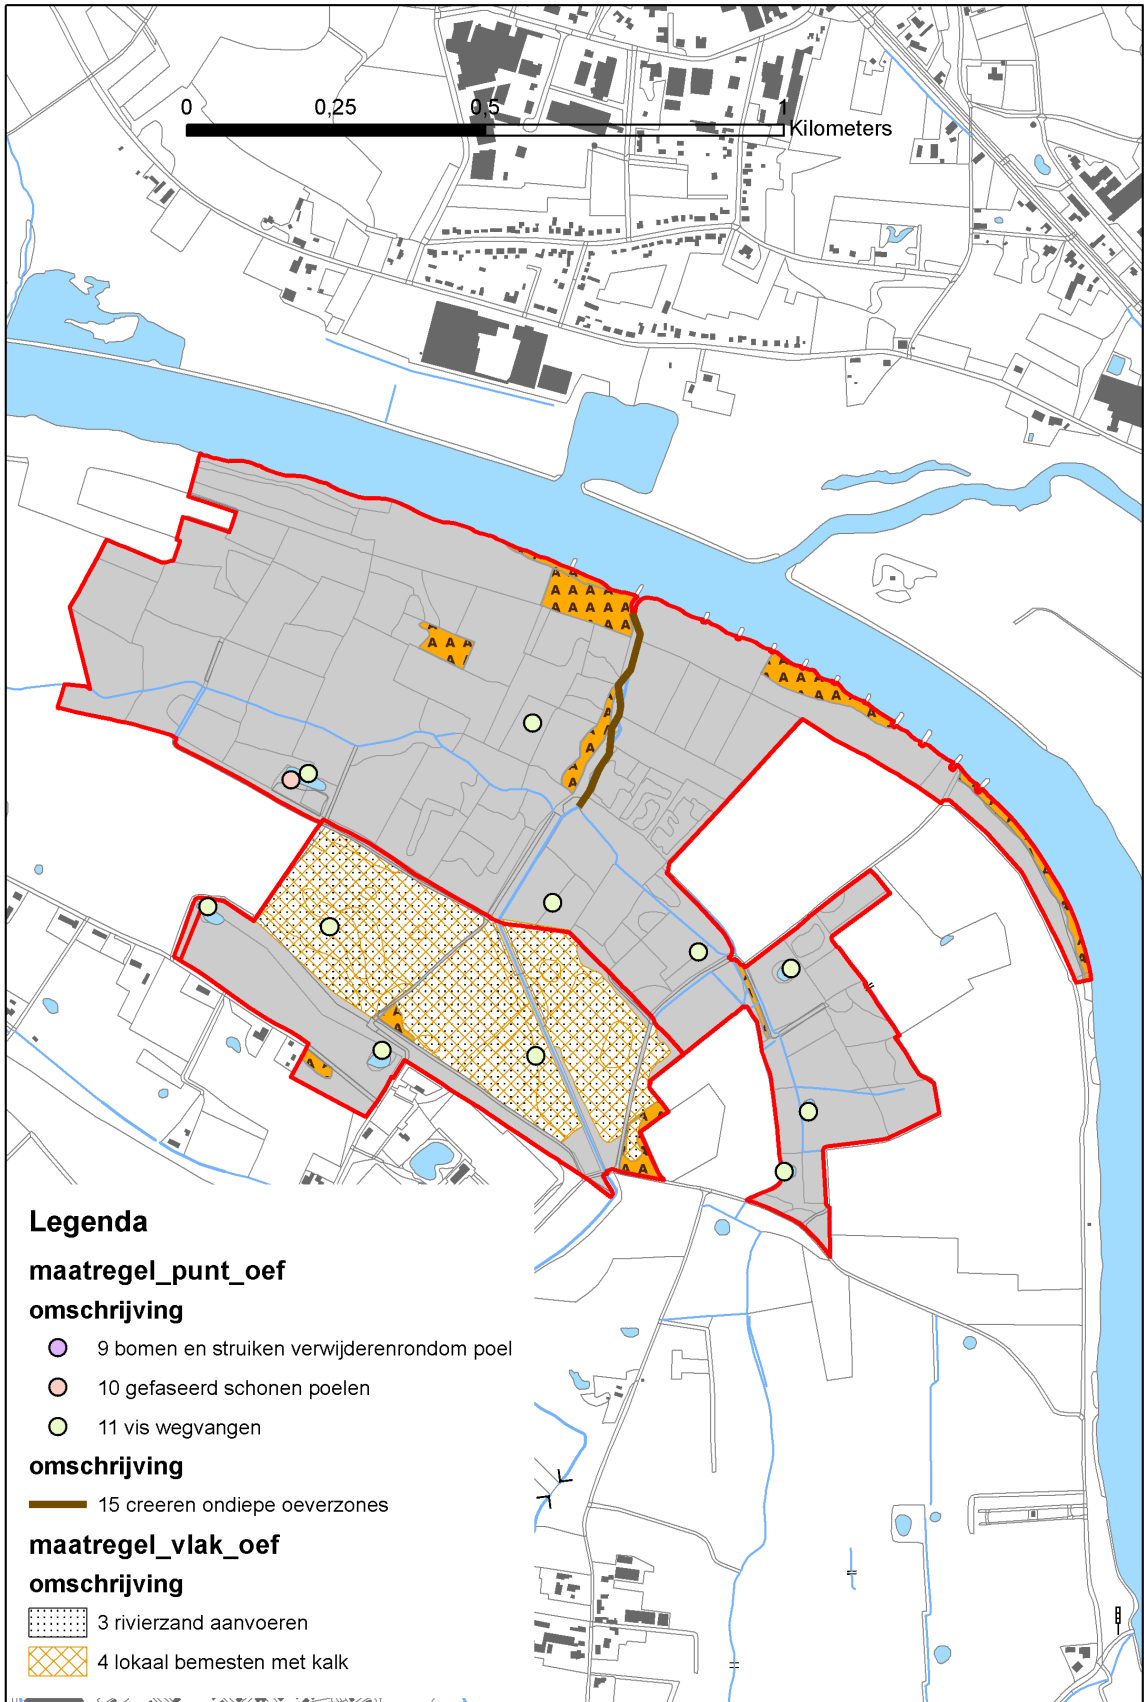 0 0,25 0,5 1
Kilometers
Legenda
maatregel_punt_oef
omschrijving
9 bomen en struiken verwijderenrondom poel
10 gefaseerd schonen poelen
11 vis wegvangen
omschrijving
15 creeren ondiepe oeverzones
maatregel_vlak_oef
omschrijving
3 rivierzand aanvoeren
4 lokaal bemesten met kalk